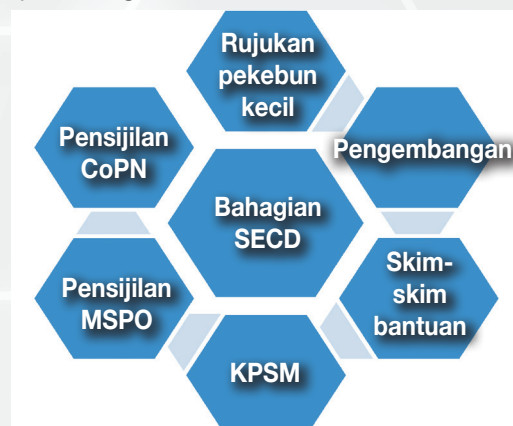 Rujukan
pekebun
kecil
Pengembangan
Skim-
skim
bantuan
KPSM
Pensijilan
MSPO
Pensijilan
CoPN
Bahagian
SECD